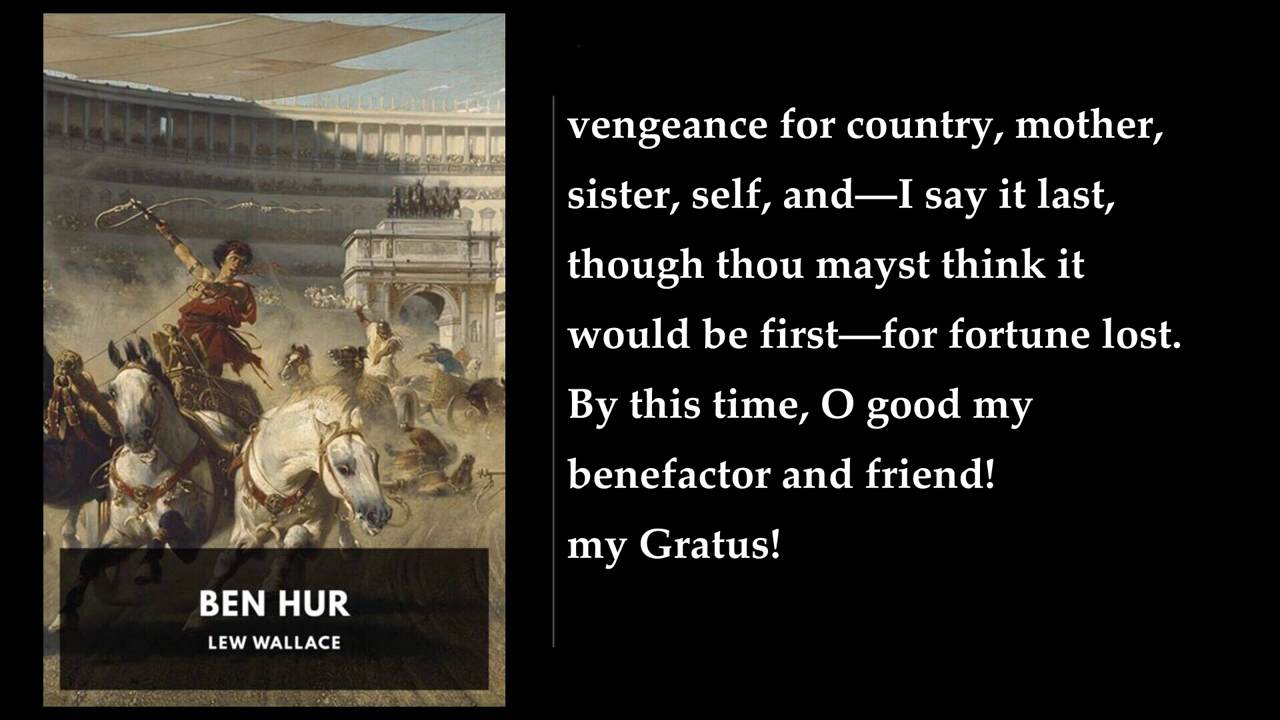 BEN HUR
LEW WALLACE
vengeance for country, mother,
sister, self, and—I say it last,
though thou mayst think it
would be first—for fortune lost.
By this time, O good my
benefactor and friend!
my Gratus!